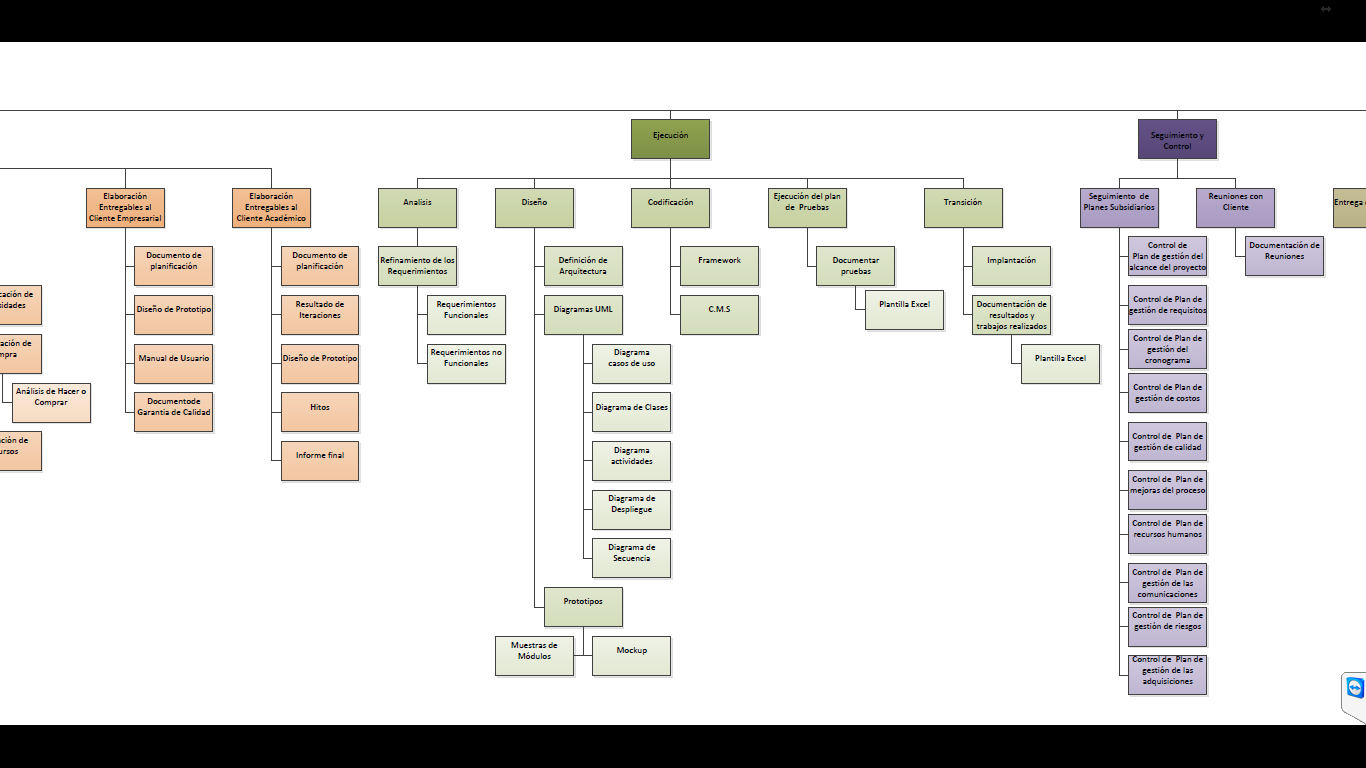 Ejecución
Seguimiento y
Control
Elaboración
Entregables al
Cliente Empresarial
Elaboración
Entregables al
Cliente Académico
Analisis
Diseño
Codificación
Ejecución del plan
de Pruebas
Transición
Seguimiento de
Planes Subsidiarios
Reuniones con
Cliente
Entrega
Documento de
planificación
Diseño de Prototipo
Manual de Usuario
Documentode
Garantía de Calidad
Documento de
planificación
Resultado de
Iteraciones
Diseño de Prototipo
Hitos
Informe final
Análisis de Hacer o
Comprar
Refinamiento de los
Requerimientos
Requerimientos
Funcionales
Requerimientos no
Funcionales
Definición de
Arquitectura
Diagramas UML
Diagrama
casos de uso
Diagrama de Clases
Diagrama
actividades
Diagrama de
Despliegue
Diagrama de
Secuencia
Prototipos
Muestras de
Módulos
Mockup
Framework
C.M.S
Documentar
pruebas
Plantilla Excel
Implantación
Documentación de
resultados y
trabajos realizados
Plantilla Excel
Control de
Plan de gestión del
alcance del proyecto
Control de Plan de
gestión de requisitos
Control de Plan de
gestión del
cronograma
Control de Plan de
gestión de costos
Control de Plan de
gestión de calidad
Control de Plan de
mejoras del proceso
Control de Plan de
recursos humanos
Control de Plan de
gestión de las
comunicaciones
Control de Plan de
gestión de riesgos
Control de Plan de
gestión de las
adquisiciones
Documentación de
Reuniones